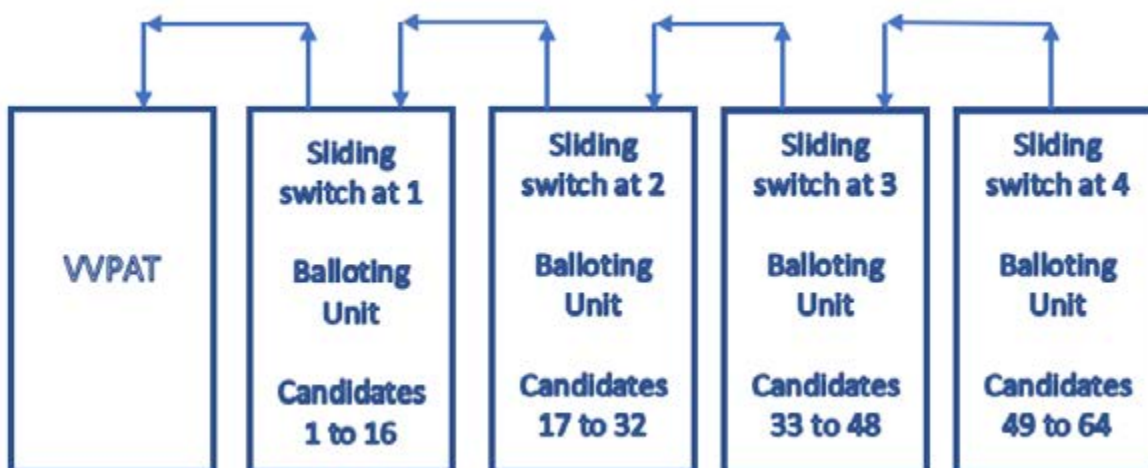 VVPAT
Sliding
switch at 1
Balloting
Unit
Candidates
1 to 16
Sliding
switch at 2
Balloting
Unit
Candidates
17 to 32
Sliding
switch at 3
Balloting
Unit
Candidates
33 to 48
Sliding
switch at 4
Balloting
Unit
Candidates
49 to 64